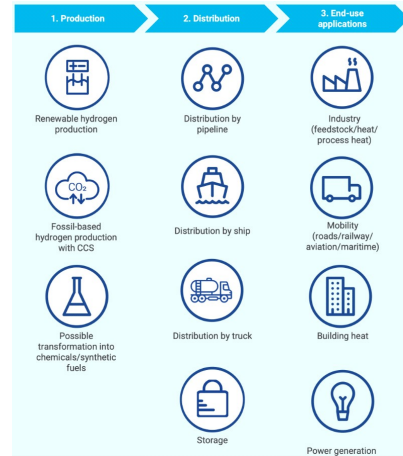 1. Production
2. Distribution
3. End-use
applications
Renewable hydrogen
production
Distribution by
pipeline
Industry
(feedstock/heat/
process heat)
CO₂
Fossil-based
hydrogen production
with CCS
Distribution by ship
Mobility
(roads/railway/
aviation/maritime)
Possible
transformation into
chemicals/synthetic
fuels
Distribution by truck
Building heat
Storage
Power generation